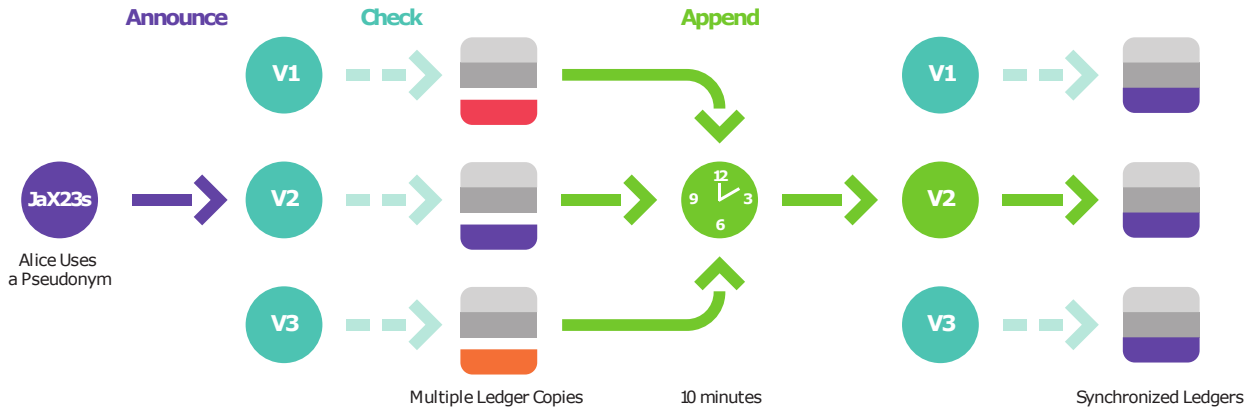 Announce
Check
Append
V1
V1
JaX23s
V2
12
9
3
6
V2
Alice Uses
a Pseudonym
V3
V3
Multiple Ledger Copies
10 minutes
Synchronized Ledgers